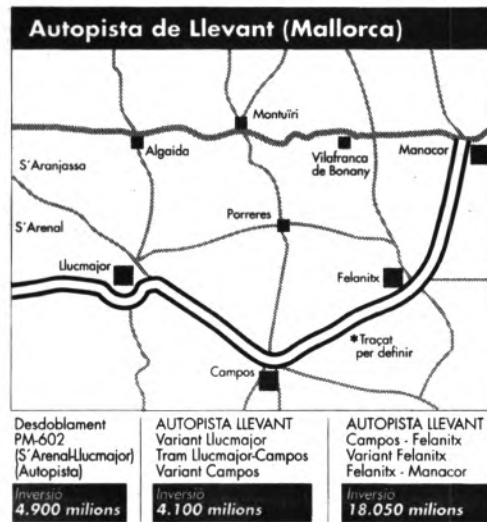 Autopista de Llevant (Mallorca)
Montuïri
Algaida
Vilafranca
de Bonany
Manacor
S'Aranjassa
S'Arenal
Porreres
Llucmajor
Felanitx
*Traçat
per definir
Campos
Desdoblament
PM-602
(S'Arenal-Llucmajor)
(Autopista)
Inversió
4.900 milions
AUTOPISTA LLEVANT
Variant Llucmajor
Tram Llucmajor-Campos
Variant Campos
Inversió
4.100 milions
AUTOPISTA LLEVANT
Campos - Felanitx
Variant Felanitx
Felanitx - Manacor
Inversió
18.050 milions